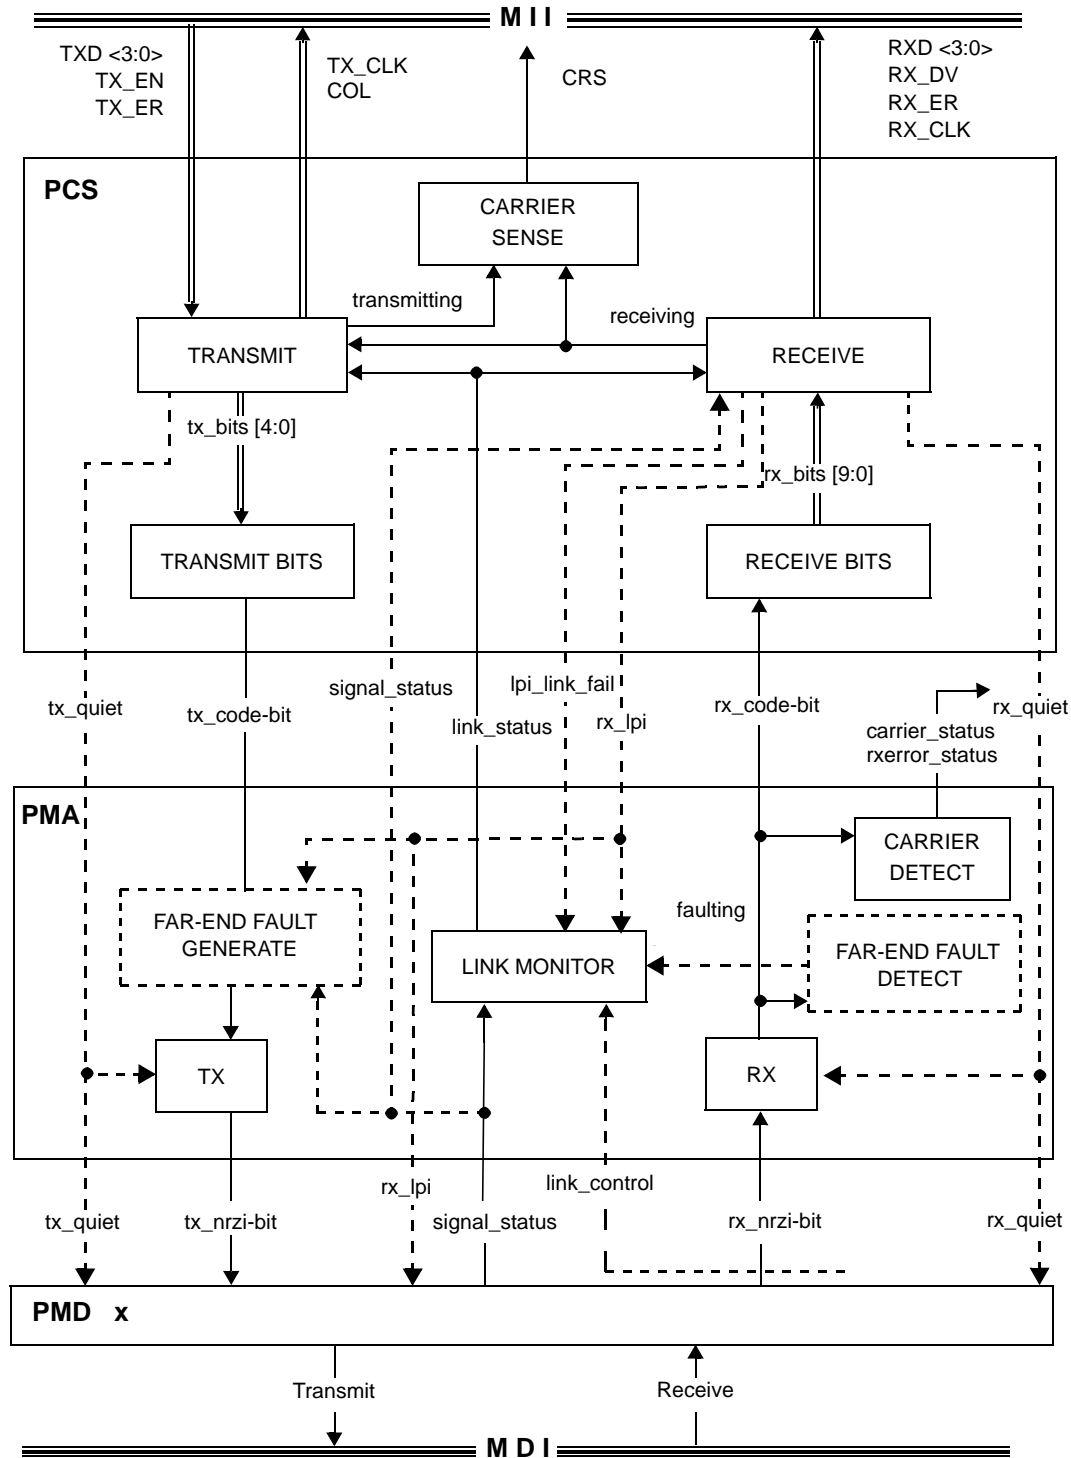 M I I
TXD <3:0>
TX_EN
TX_ER
TX_CLK
COL
CRS
RXD <3:0>
RX_DV
RX_ER
RX_CLK
PCS
CARRIER
SENSE
transmitting
receiving
TRANSMIT
RECEIVE
tx_bits [4:0]
rx_bits [9:0]
TRANSMIT BITS
RECEIVE BITS
tx_quiet
tx_code-bit
signal_status
link_status
lpi_link_fail
rx_lpi
rx_code-bit
carrier_status
rxerror_status
rx_quiet
PMA
CARRIER
DETECT
faulting
FAR-END FAULT
GENERATE
LINK MONITOR
FAR-END FAULT
DETECT
TX
RX
tx_quiet
tx_nrzi-bit
rx_lpi
signal_status
link_control
rx_nrzi-bit
rx_quiet
PMD x
Transmit
Receive
M D I